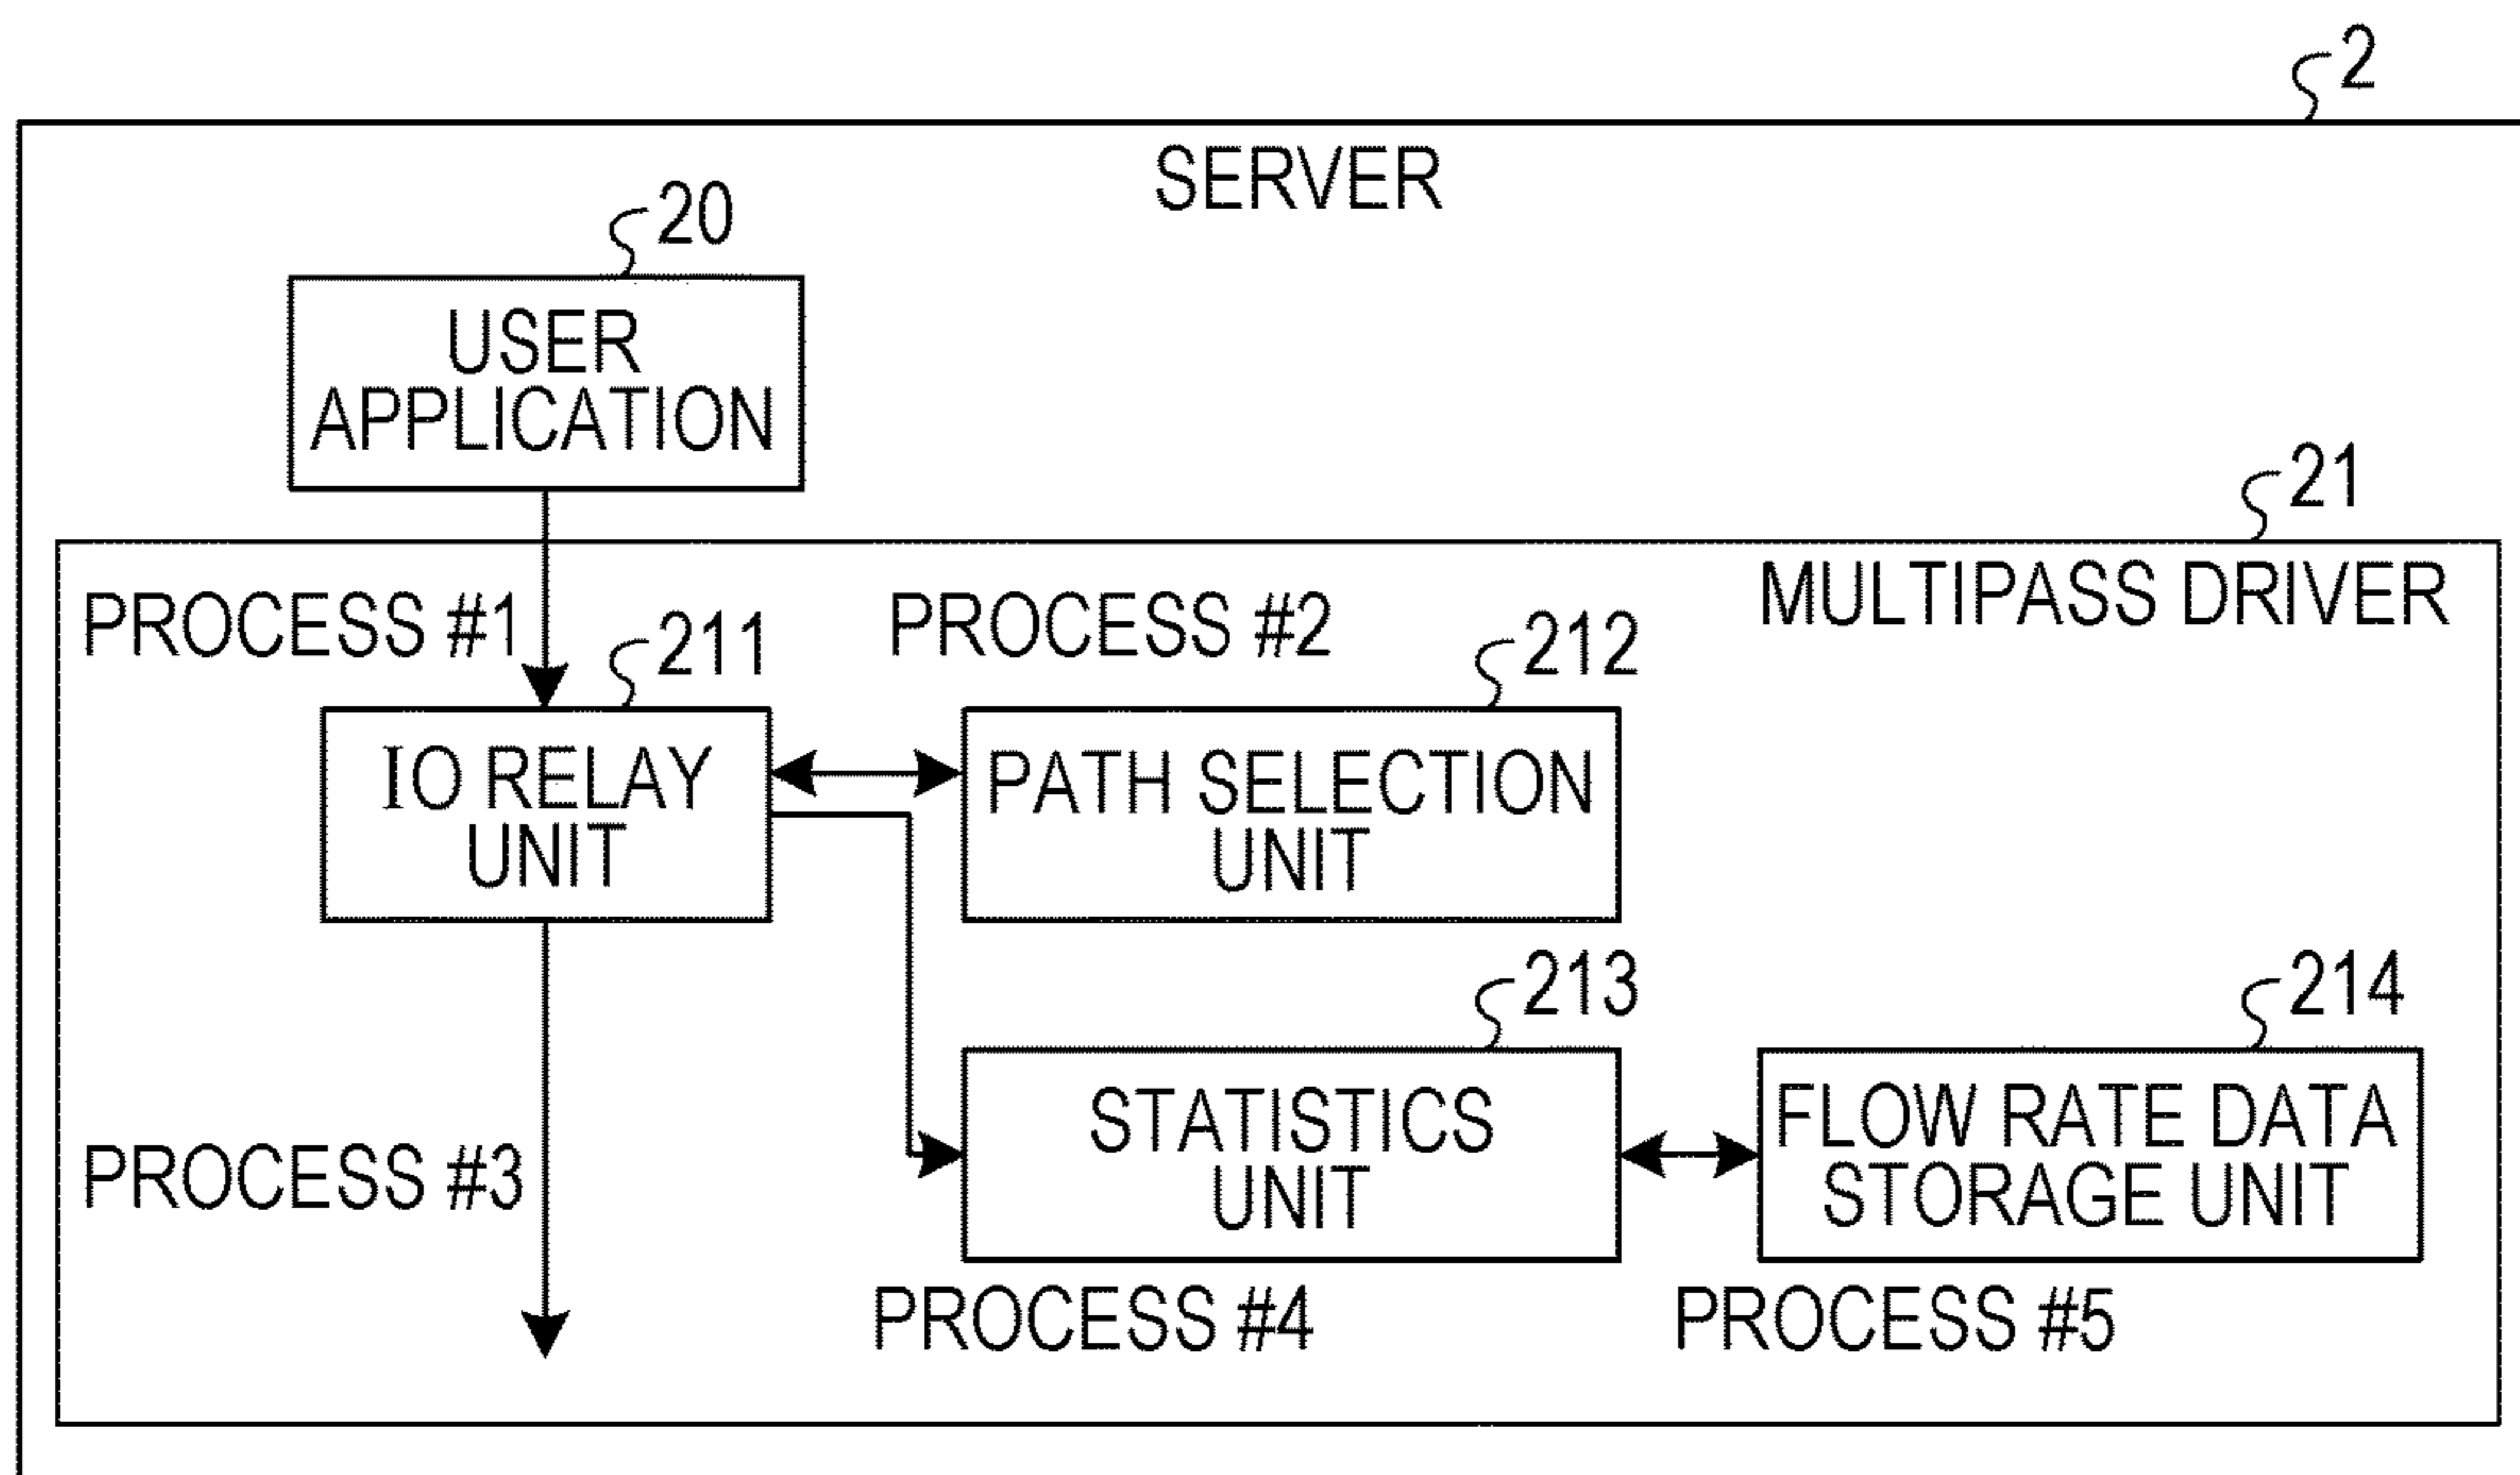 2
SERVER
20
USER
APPLICATION
21
MULTIPASS DRIVER
PROCESS #1
PROCESS #2
211
212
IO RELAY
UNIT
PATH SELECTION
UNIT
213
214
STATISTICS
UNIT
FLOW RATE DATA
STORAGE UNIT
PROCESS #3
PROCESS #4
PROCESS #5